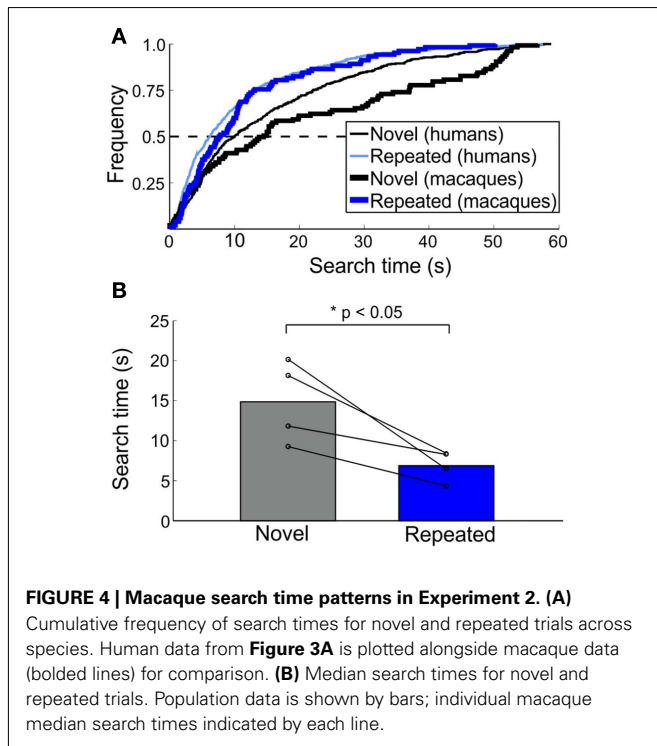 A
1.0
0.75
0.5
0.25
Frequency
Novel (humans)
Repeated (humans)
Novel (macaques)
Repeated (macaques)
0 10 20 30 40 50 60
Search time (s)
B
* p < 0.05
25
20
15
10
5
0
Search time (s)
Novel Repeated
FIGURE 4 | Macaque search time patterns in Experiment 2. (A)
Cumulative frequency of search times for novel and repeated trials across
species. Human data from Figure 3A is plotted alongside macaque data
(bolded lines) for comparison. (B) Median search times for novel and
repeated trials. Population data is shown by bars; individual macaque
median search times indicated by each line.